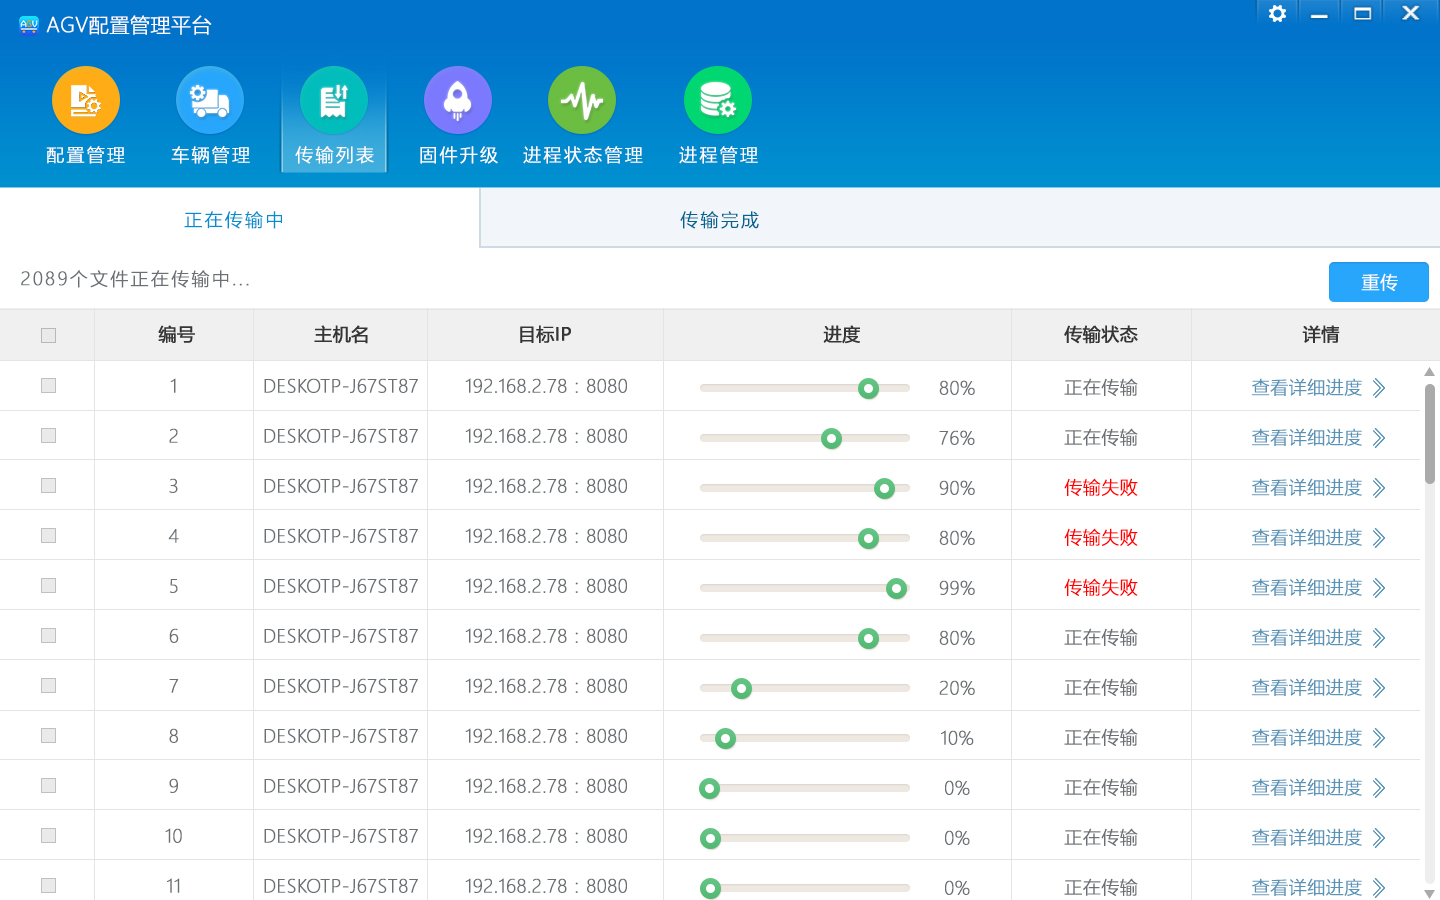 AGV配置管理平台
配置管理 车辆管理 传输列表 固件升级 进程状态管理 进程管理
正在传输中 传输完成
2089个文件正在传输中...
重传
编号 主机名 目标IP 进度 传输状态 详情
1 DESKOTP-J67ST87 192.168.2.78 : 8080 80% 正在传输 查看详细进度
2 DESKOTP-J67ST87 192.168.2.78 : 8080 76% 正在传输 查看详细进度
3 DESKOTP-J67ST87 192.168.2.78 : 8080 90% 传输失败 查看详细进度
4 DESKOTP-J67ST87 192.168.2.78 : 8080 80% 传输失败 查看详细进度
5 DESKOTP-J67ST87 192.168.2.78 : 8080 99% 传输失败 查看详细进度
6 DESKOTP-J67ST87 192.168.2.78 : 8080 80% 正在传输 查看详细进度
7 DESKOTP-J67ST87 192.168.2.78 : 8080 20% 正在传输 查看详细进度
8 DESKOTP-J67ST87 192.168.2.78 : 8080 10% 正在传输 查看详细进度
9 DESKOTP-J67ST87 192.168.2.78 : 8080 0% 正在传输 查看详细进度
10 DESKOTP-J67ST87 192.168.2.78 : 8080 0% 正在传输 查看详细进度
11 DESKOTP-J67ST87 192.168.2.78 : 8080 0% 正在传输 查看详细进度